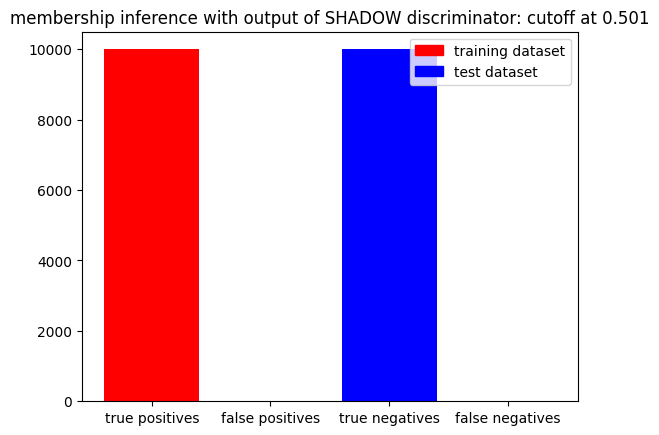 membership inference with output of SHADOW discriminator: cutoff at 0.501
training dataset
test dataset
10000
8000
6000
4000
2000
0
true positives false positives true negatives false negatives